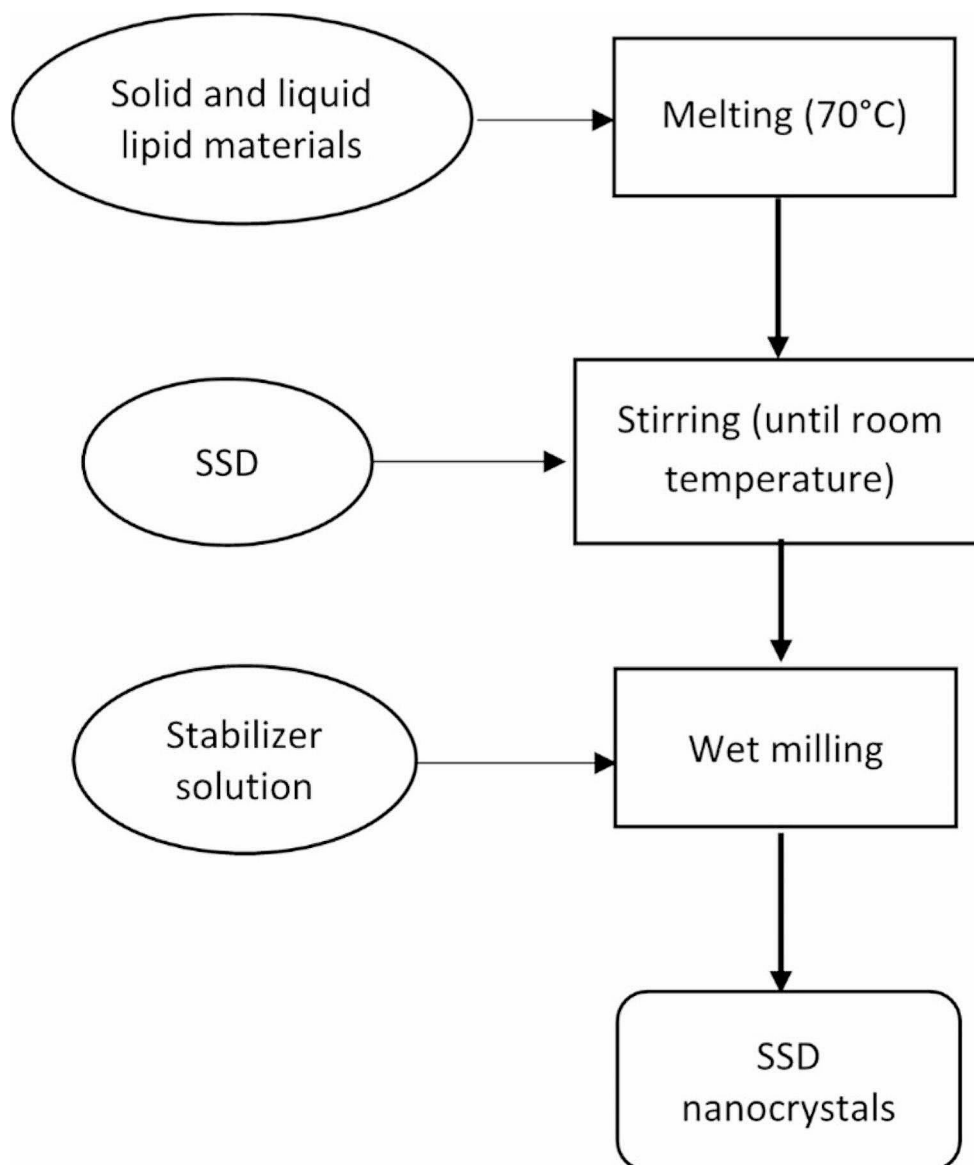 Solid and liquid
lipid materials
Melting (70°C)
SSD
Stirring (until room
temperature)
Stabilizer
solution
Wet milling
SSD
nanocrystals